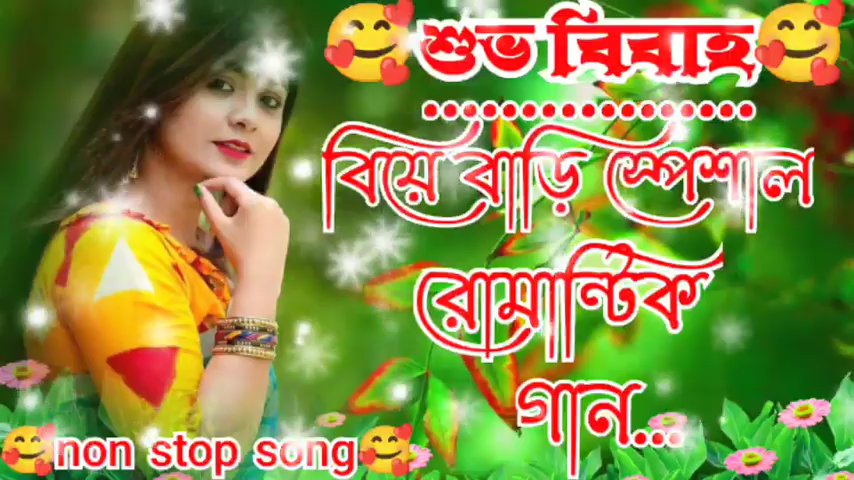 শুভ বিবাহ
বিয়ে বাড়ি স্পেশাল
রোমান্টিক
গান...
non stop song